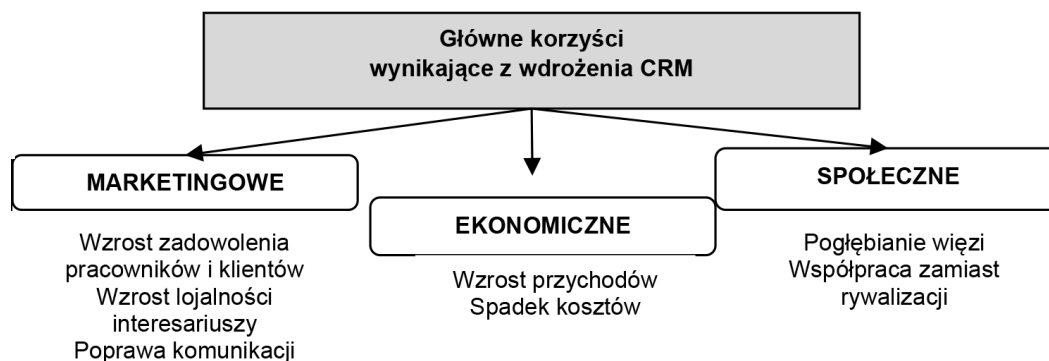 Główne korzyści
wynikające z wdrożenia CRM
MARKETINGOWE
Wzrost zadowolenia
pracowników i klientów
Wzrost lojalności
interesariuszy
Poprawa komunikacji
EKONOMICZNE
Wzrost przychodów
Spadek kosztów
SPOŁECZNE
Pogłębianie więzi
Współpraca zamiast
rywalizacji